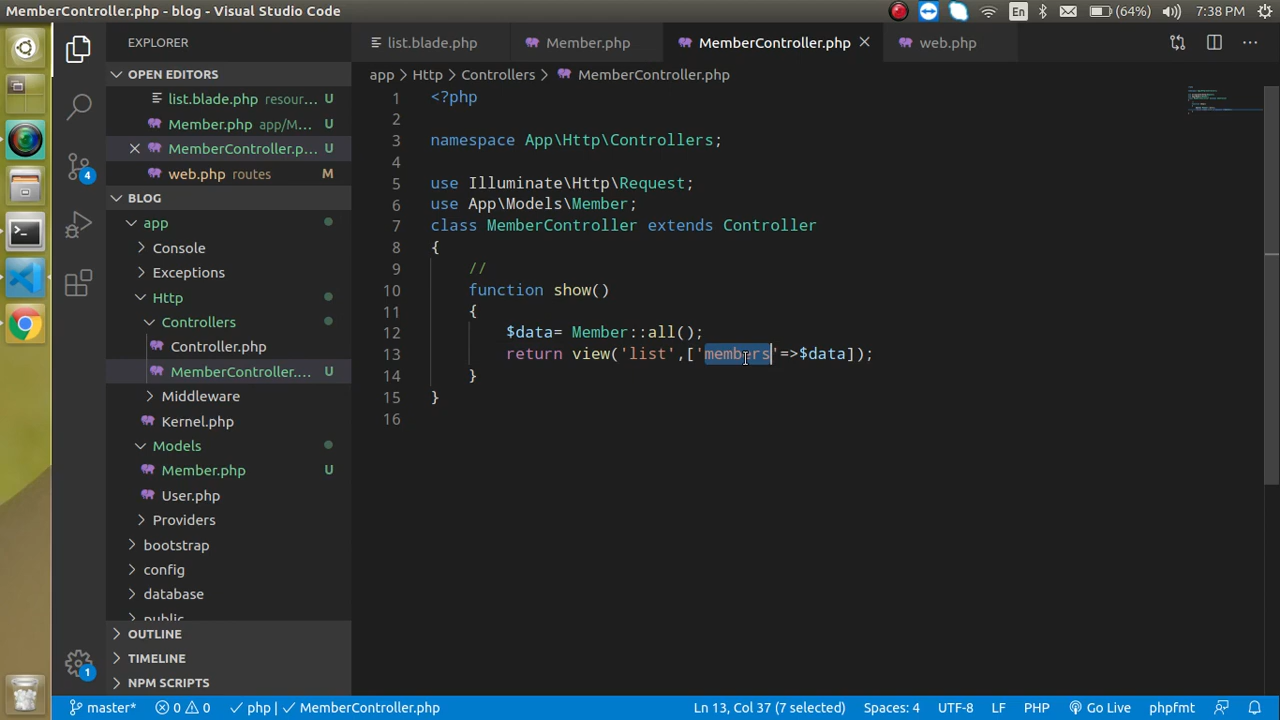 MemberController.php - blog - Visual Studio Code
En
(64%)
7:38 PM
EXPLORER
list.blade.php
Member.php
MemberController.php
web.php
OPEN EDITORS
list.blade.php resour... U
Member.php app/M... U
MemberController.p... U
web.php routes M
BLOG
app
Console
Exceptions
Http
Controllers
Controller.php
MemberController.... U
Middleware
Kernel.php
Models
Member.php U
User.php
Providers
bootstrap
config
database
public
OUTLINE
TIMELINE
NPM SCRIPTS
4
1
app > Http > Controllers > MemberController.php
1 <?php
2
3 namespace App\Http\Controllers;
4
5 use Illuminate\Http\Request;
6 use App\Models\Member;
7 class MemberController extends Controller
8 {
9 //
10 function show()
11 {
12 $data= Member::all();
13 return view('list',['members'=>$data]);
14 }
15 }
16
master* 0 0 php | MemberController.php Ln 13, Col 37 (7 selected) Spaces: 4 UTF-8 LF PHP Go Live phpfmt